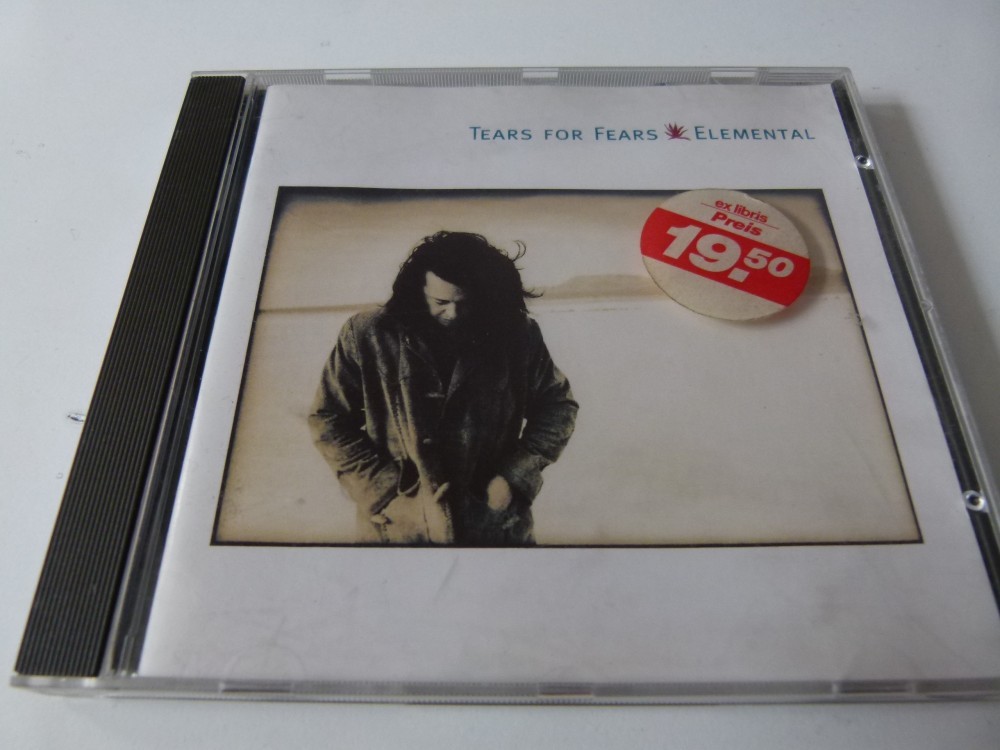 TEARS FOR FEARS ELEMENTAL
ex libris
Preis
19.50